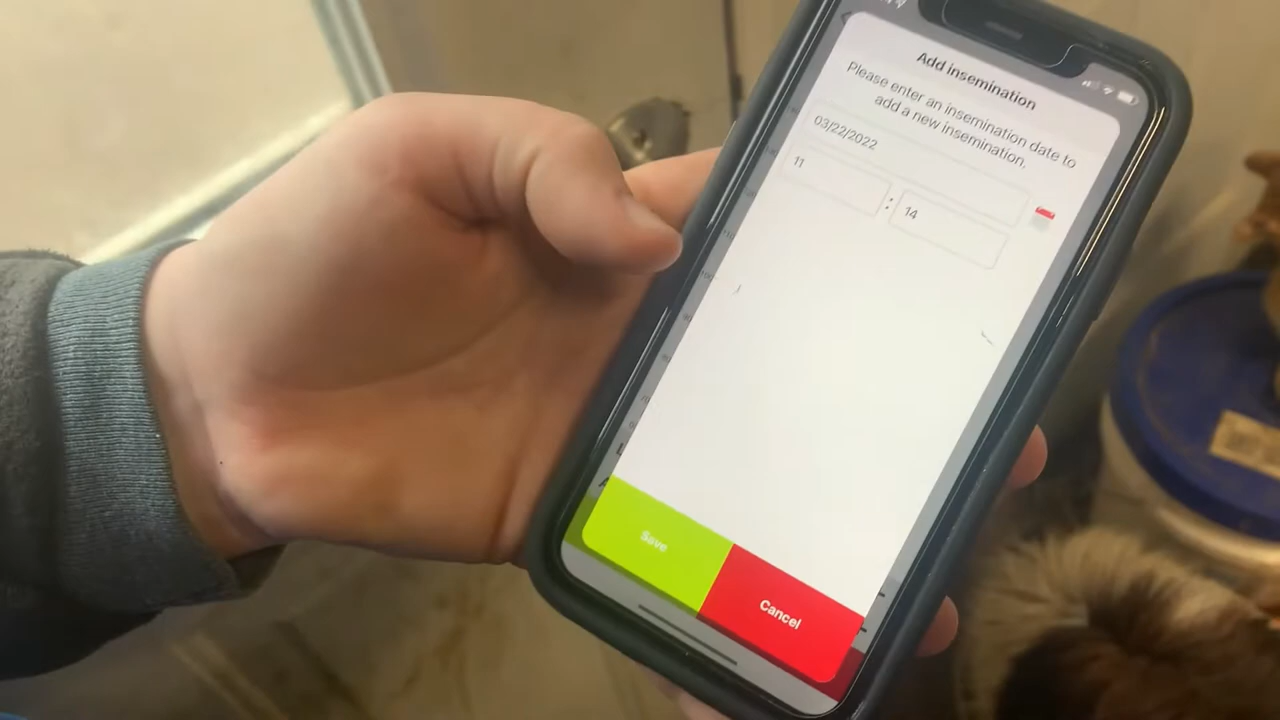 Add insemination
Please enter an insemination date to
add a new insemination.
03/22/2022
11 : 14
Save
Cancel